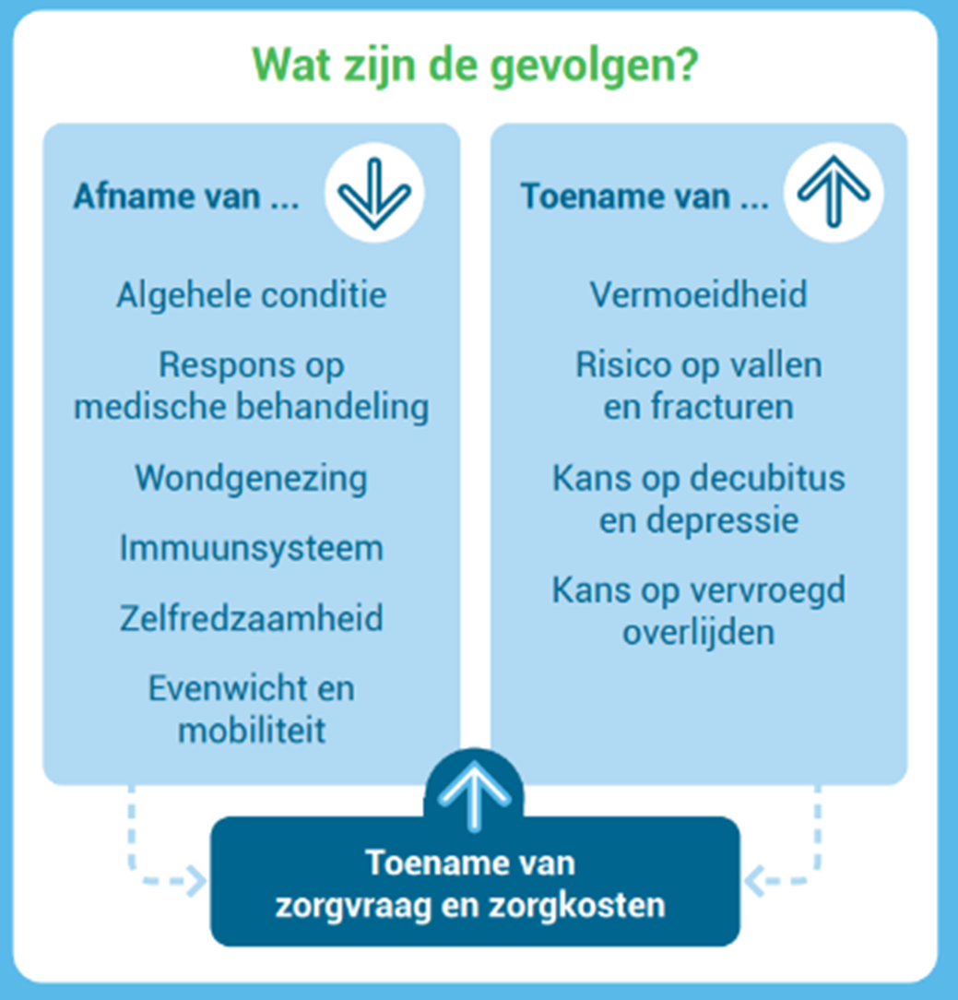 Wat zijn de gevolgen?
Afname van ...
Algehele conditie
Respons op
medische behandeling
Wondgenezing
Immuunsysteem
Zelfredzaamheid
Evenwicht en
mobiliteit
Toename van ...
Vermoeidheid
Risico op vallen
en fracturen
Kans op decubitus
en depressie
Kans op vervroegd
overlijden
Toename van
zorgvraag en zorgkosten